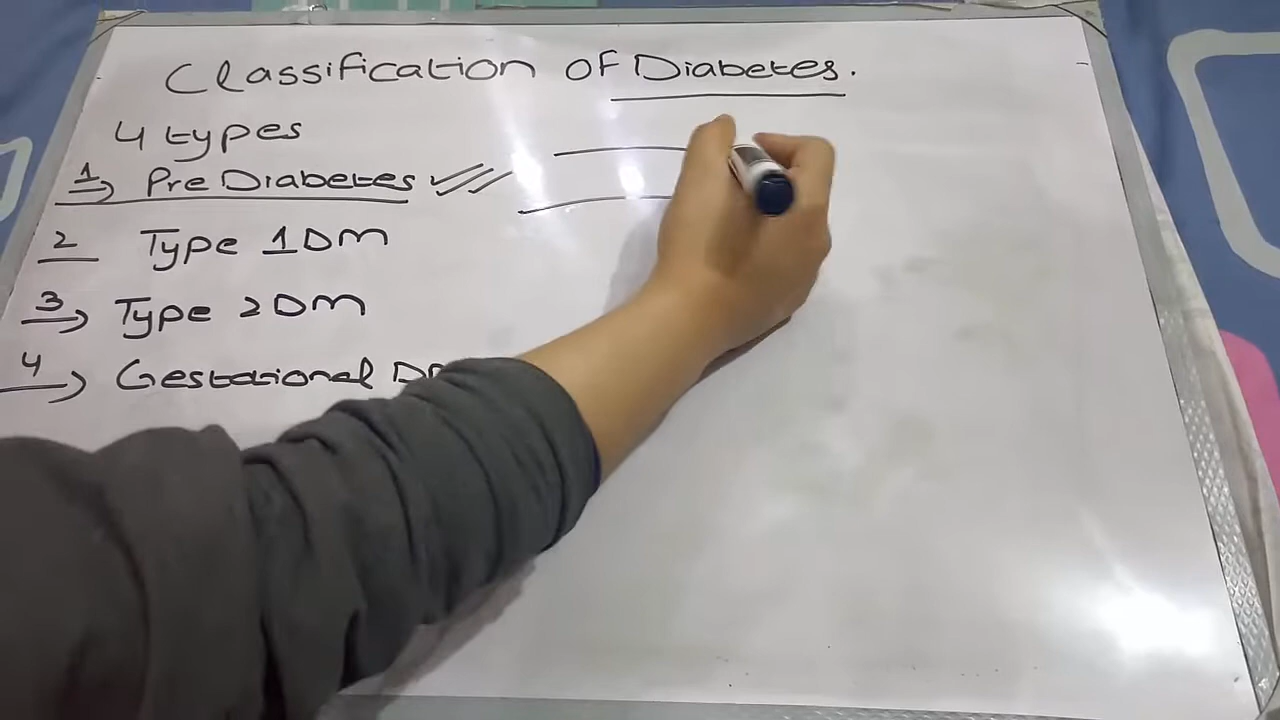 Classification of Diabetes.
4 types
1 Pre Diabetes
2 Type 1 DM
3 Type 2 DM
4 Gestational